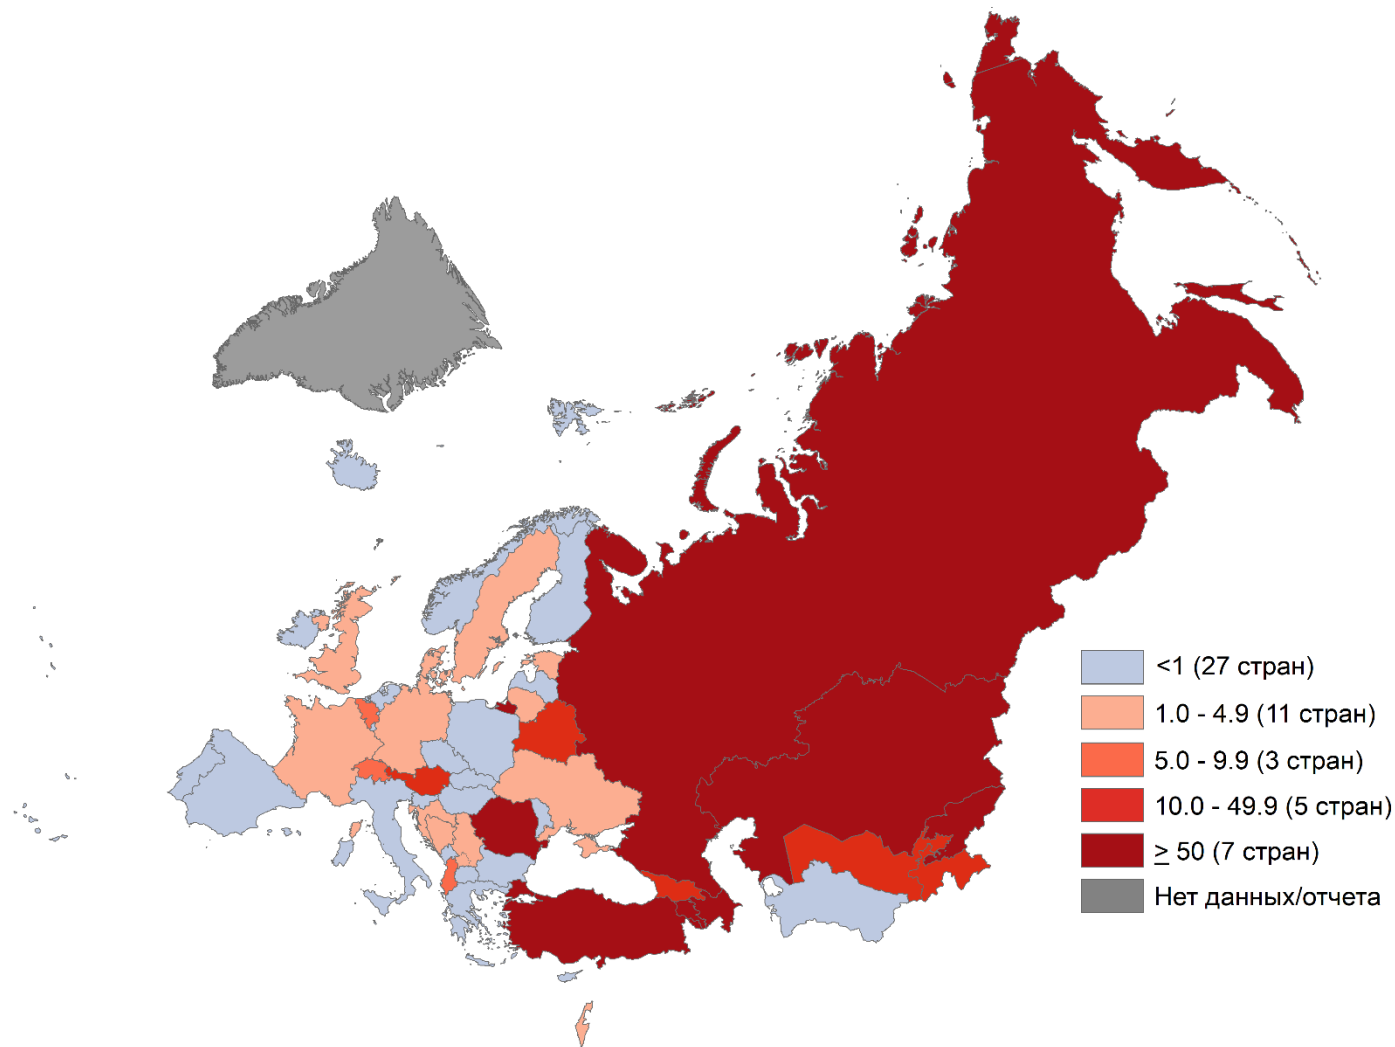 <1 (27 стран)
1.0 - 4.9 (11 стран)
5.0 - 9.9 (3 стран)
10.0 - 49.9 (5 стран)
≥ 50 (7 стран)
Нет данных/отчета